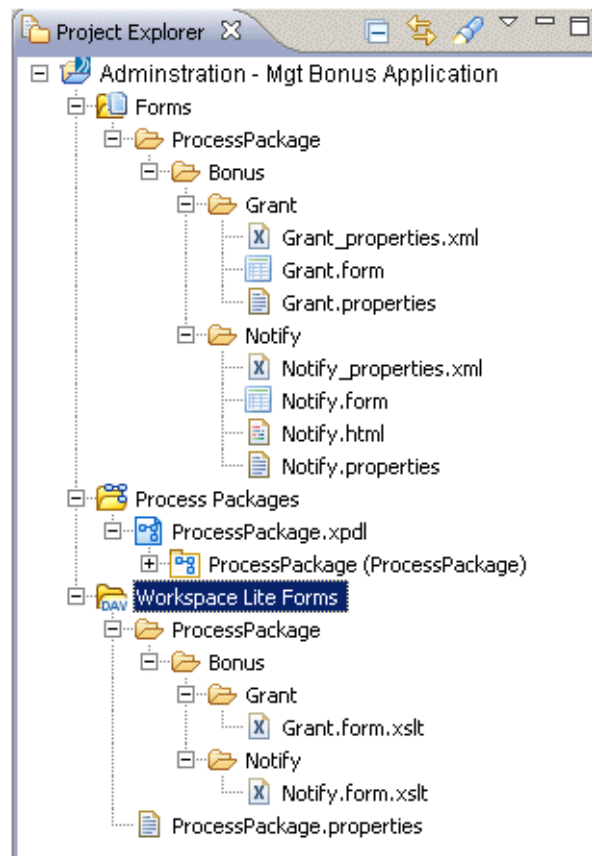 Project Explorer
Adminstration - Mgt Bonus Application
Forms
ProcessPackage
Bonus
Grant
Grant_properties.xml
Grant.form
Grant.properties
Notify
Notify_properties.xml
Notify.form
Notify.html
Notify.properties
Process Packages
ProcessPackage.xpdl
ProcessPackage (ProcessPackage)
DAV Workspace Lite Forms
ProcessPackage
Bonus
Grant
Grant.form.xslt
Notify
Notify.form.xslt
ProcessPackage.properties